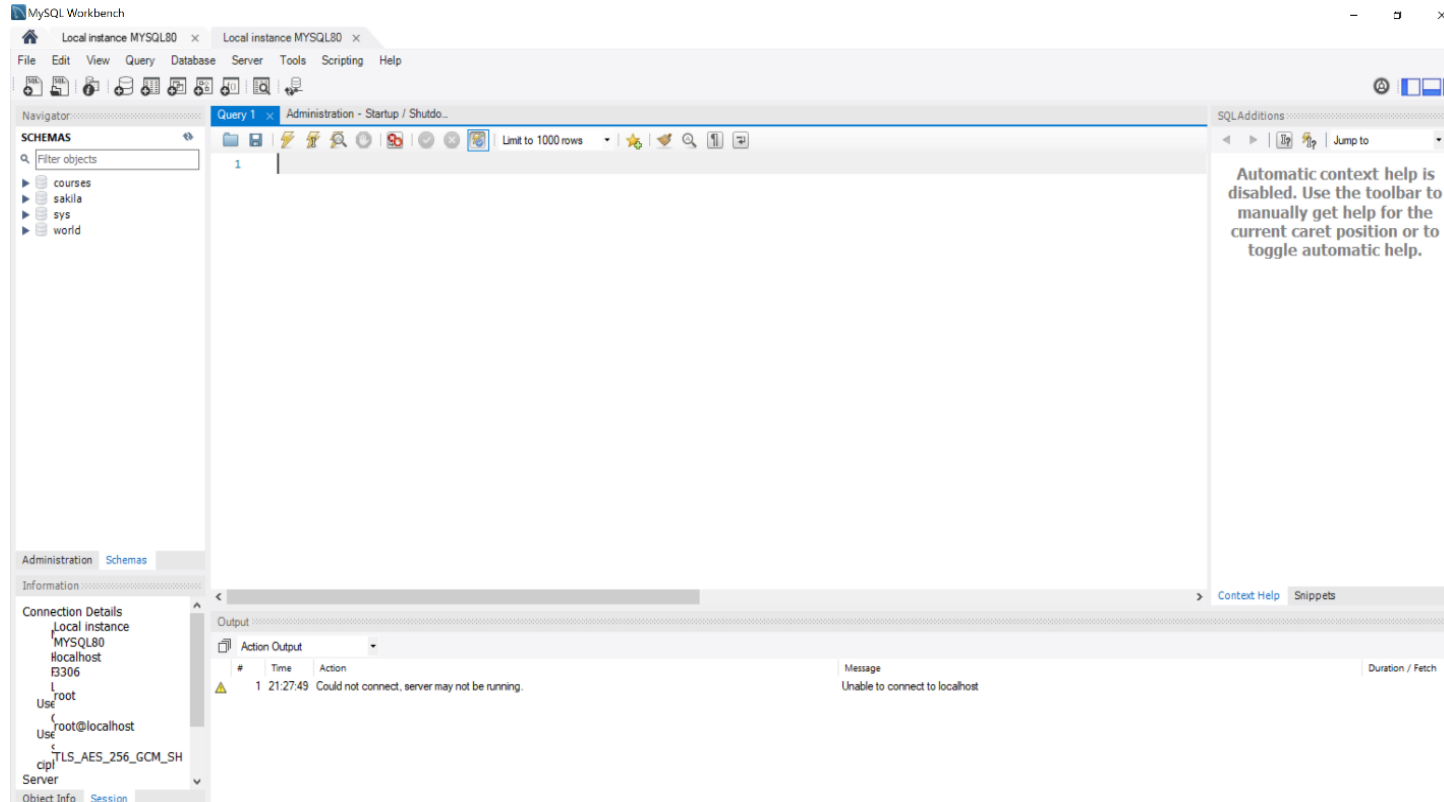 MySQL Workbench
Local instance MYSQL80 × Local instance MYSQL80 ×
File Edit View Query Database Server Tools Scripting Help
Navigator
Query 1 × Administration - Startup / Shutdo...
SQLAdditions
SCHEMAS
Limit to 1000 rows
Jump to
Filter objects
1
courses
sakila
sys
world
Automatic context help is
disabled. Use the toolbar to
manually get help for the
current caret position or to
toggle automatic help.
Administration Schemas
Information
Context Help Snippets
Connection Details
Local instance
MYSQL80
localhost
3306
root
Use
root@localhost
Use
TLS_AES_256_GCM_SH
ciph
Server
Object Info Session
Output
Action Output
# Time Action Message Duration / Fetch
1 21:27:49 Could not connect, server may not be running. Unable to connect to localhost